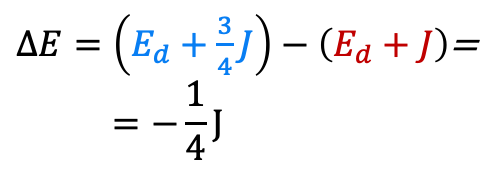 ΔE = (E_d + 3/4 J) − (E_d + J)=
= − 1/4 J